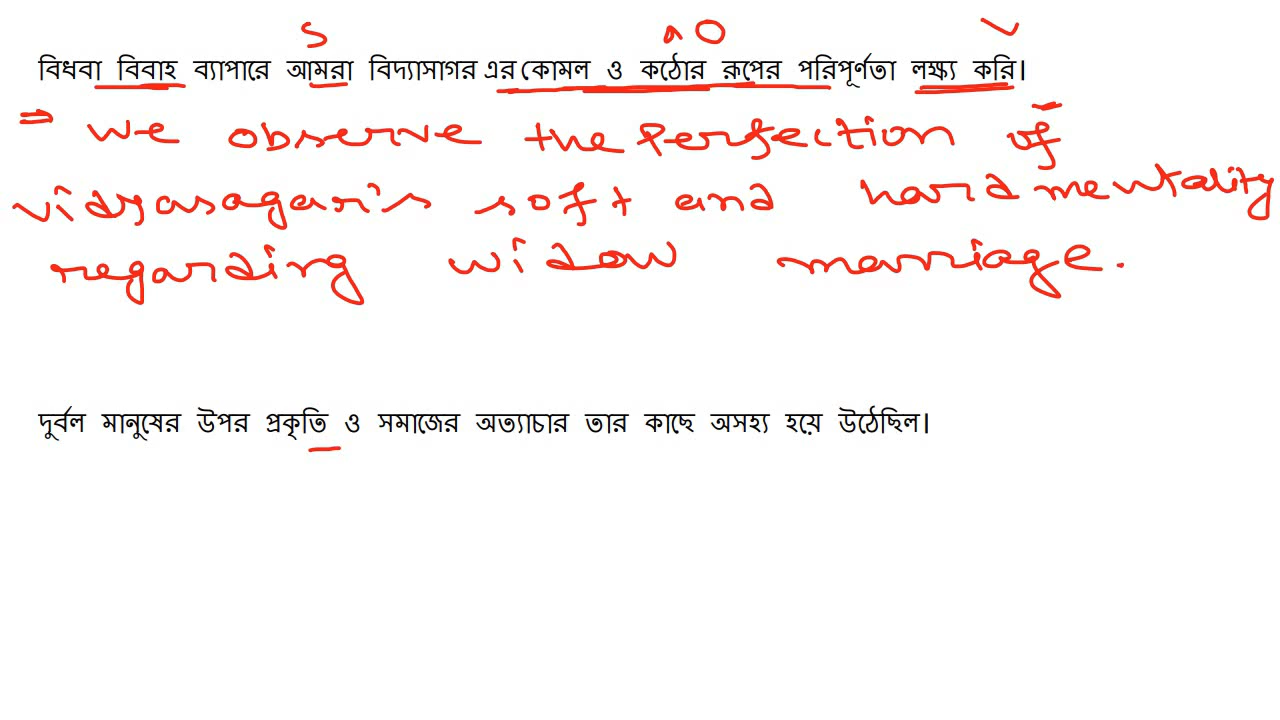 S O V
বিধবা বিবাহ ব্যাপারে আমরা বিদ্যাসাগর এর কোমল ও কঠোর রূপের পরিপূর্ণতা লক্ষ্য করি।
⇒ We observe the perfection of
vidyasagar's soft and hard mentality
regarding widow marriage.
দুর্বল মানুষের উপর প্রকৃতি ও সমাজের অত্যাচার তার কাছে অসহ্য হয়ে উঠেছিল।